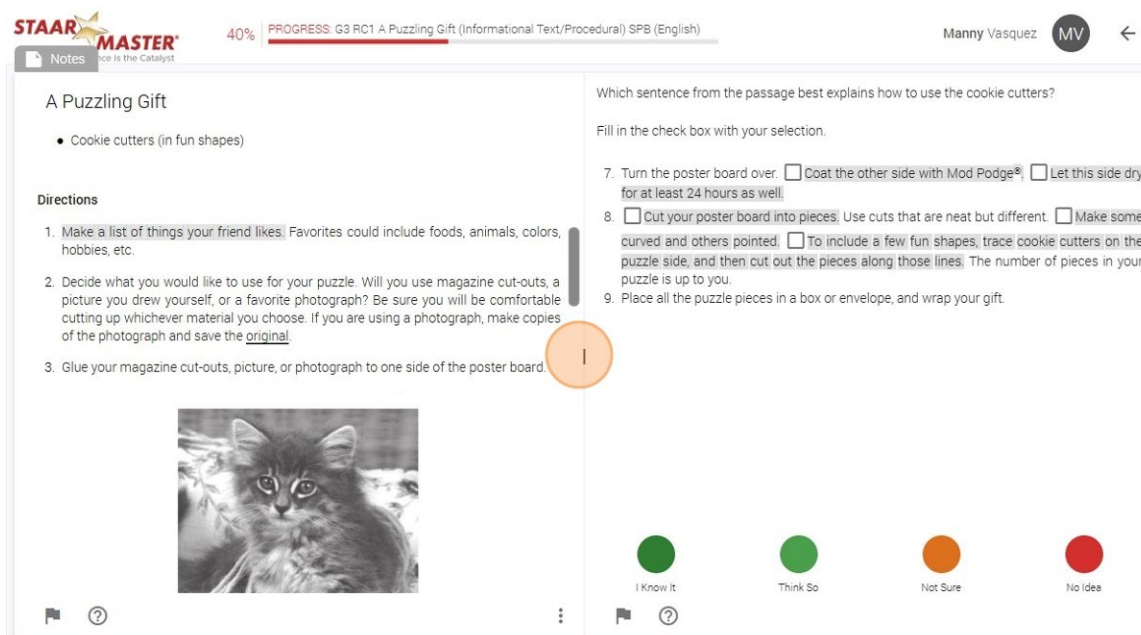 STAAR
MASTER®
nce is the Catalyst
Notes
40%
PROGRESS: G3 RC1 A Puzzling Gift (Informational Text/Procedural) SPB (English)
Manny Vasquez
MV
A Puzzling Gift
• Cookie cutters (in fun shapes)
Directions
1. Make a list of things your friend likes. Favorites could include foods, animals, colors,
hobbies, etc.
2. Decide what you would like to use for your puzzle. Will you use magazine cut-outs, a
picture you drew yourself, or a favorite photograph? Be sure you will be comfortable
cutting up whichever material you choose. If you are using a photograph, make copies
of the photograph and save the original.
3. Glue your magazine cut-outs, picture, or photograph to one side of the poster board.
Which sentence from the passage best explains how to use the cookie cutters?
Fill in the check box with your selection.
7. Turn the poster board over. Coat the other side with Mod Podge®. Let this side dry
for at least 24 hours as well.
8. Cut your poster board into pieces. Use cuts that are neat but different. Make some
curved and others pointed. To include a few fun shapes, trace cookie cutters on the
puzzle side, and then cut out the pieces along those lines. The number of pieces in your
puzzle is up to you.
9. Place all the puzzle pieces in a box or envelope, and wrap your gift.
I Know It
Think So
Not Sure
No Idea